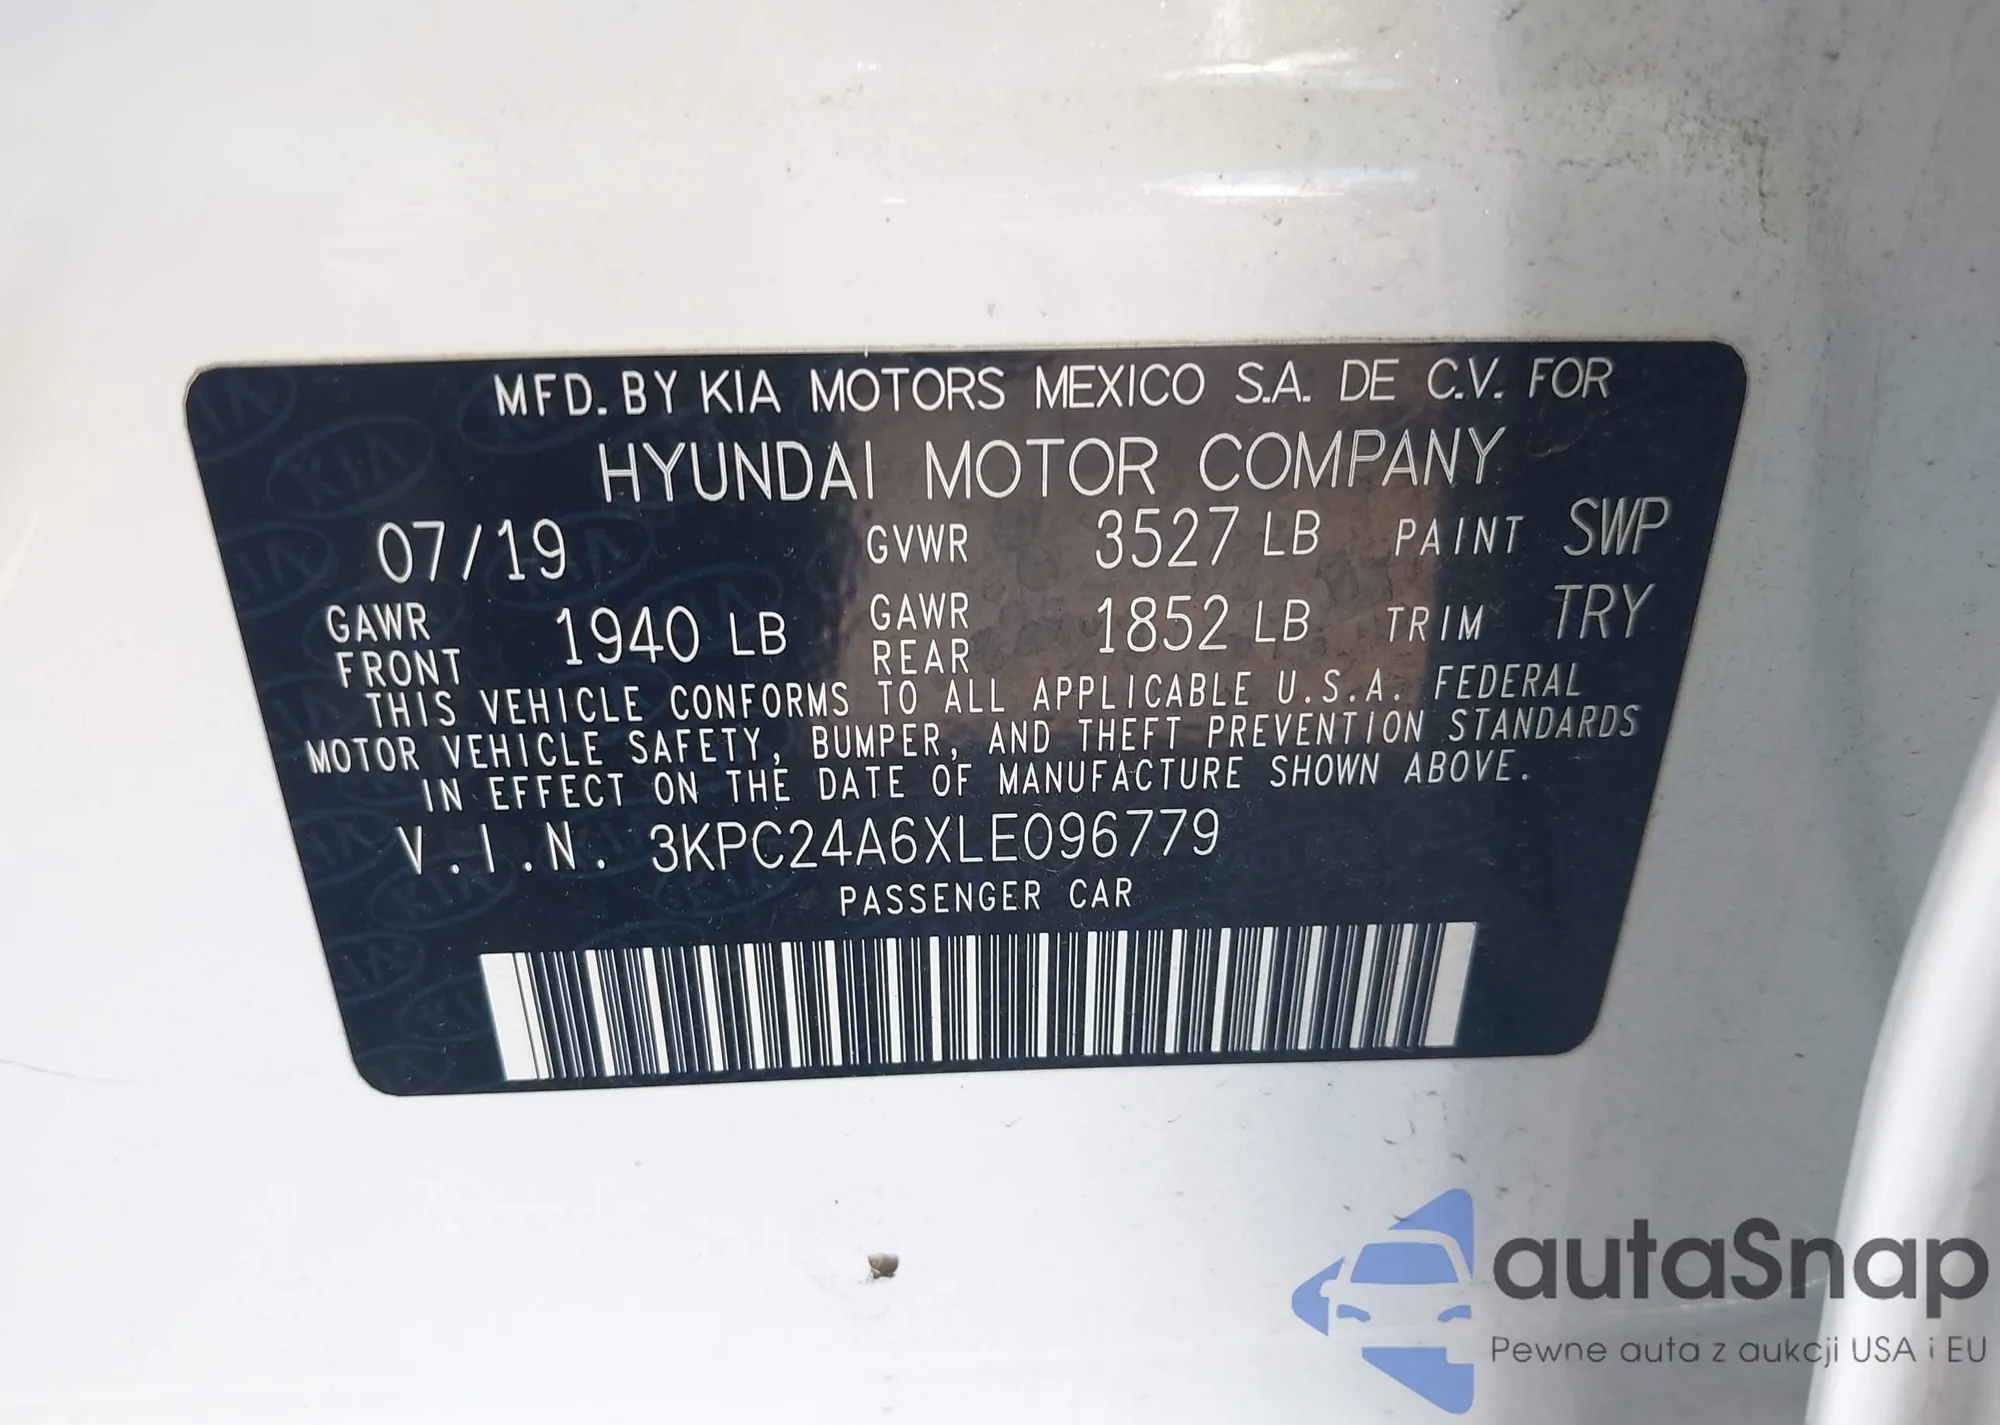 MFD. BY KIA MOTORS MEXICO S.A. DE C.V. FOR
HYUNDAI MOTOR COMPANY
07/19 GVWR 3527 LB PAINT SWP
GAWR FRONT 1940 LB GAWR REAR 1852 LB TRIM TRY
THIS VEHICLE CONFORMS TO ALL APPLICABLE U.S.A. FEDERAL
MOTOR VEHICLE SAFETY, BUMPER, AND THEFT PREVENTION STANDARDS
IN EFFECT ON THE DATE OF MANUFACTURE SHOWN ABOVE.
V.I.N. 3KPC24A6XLE096779
PASSENGER CAR
autaSnap
Pewne auta z aukcji USA i EU